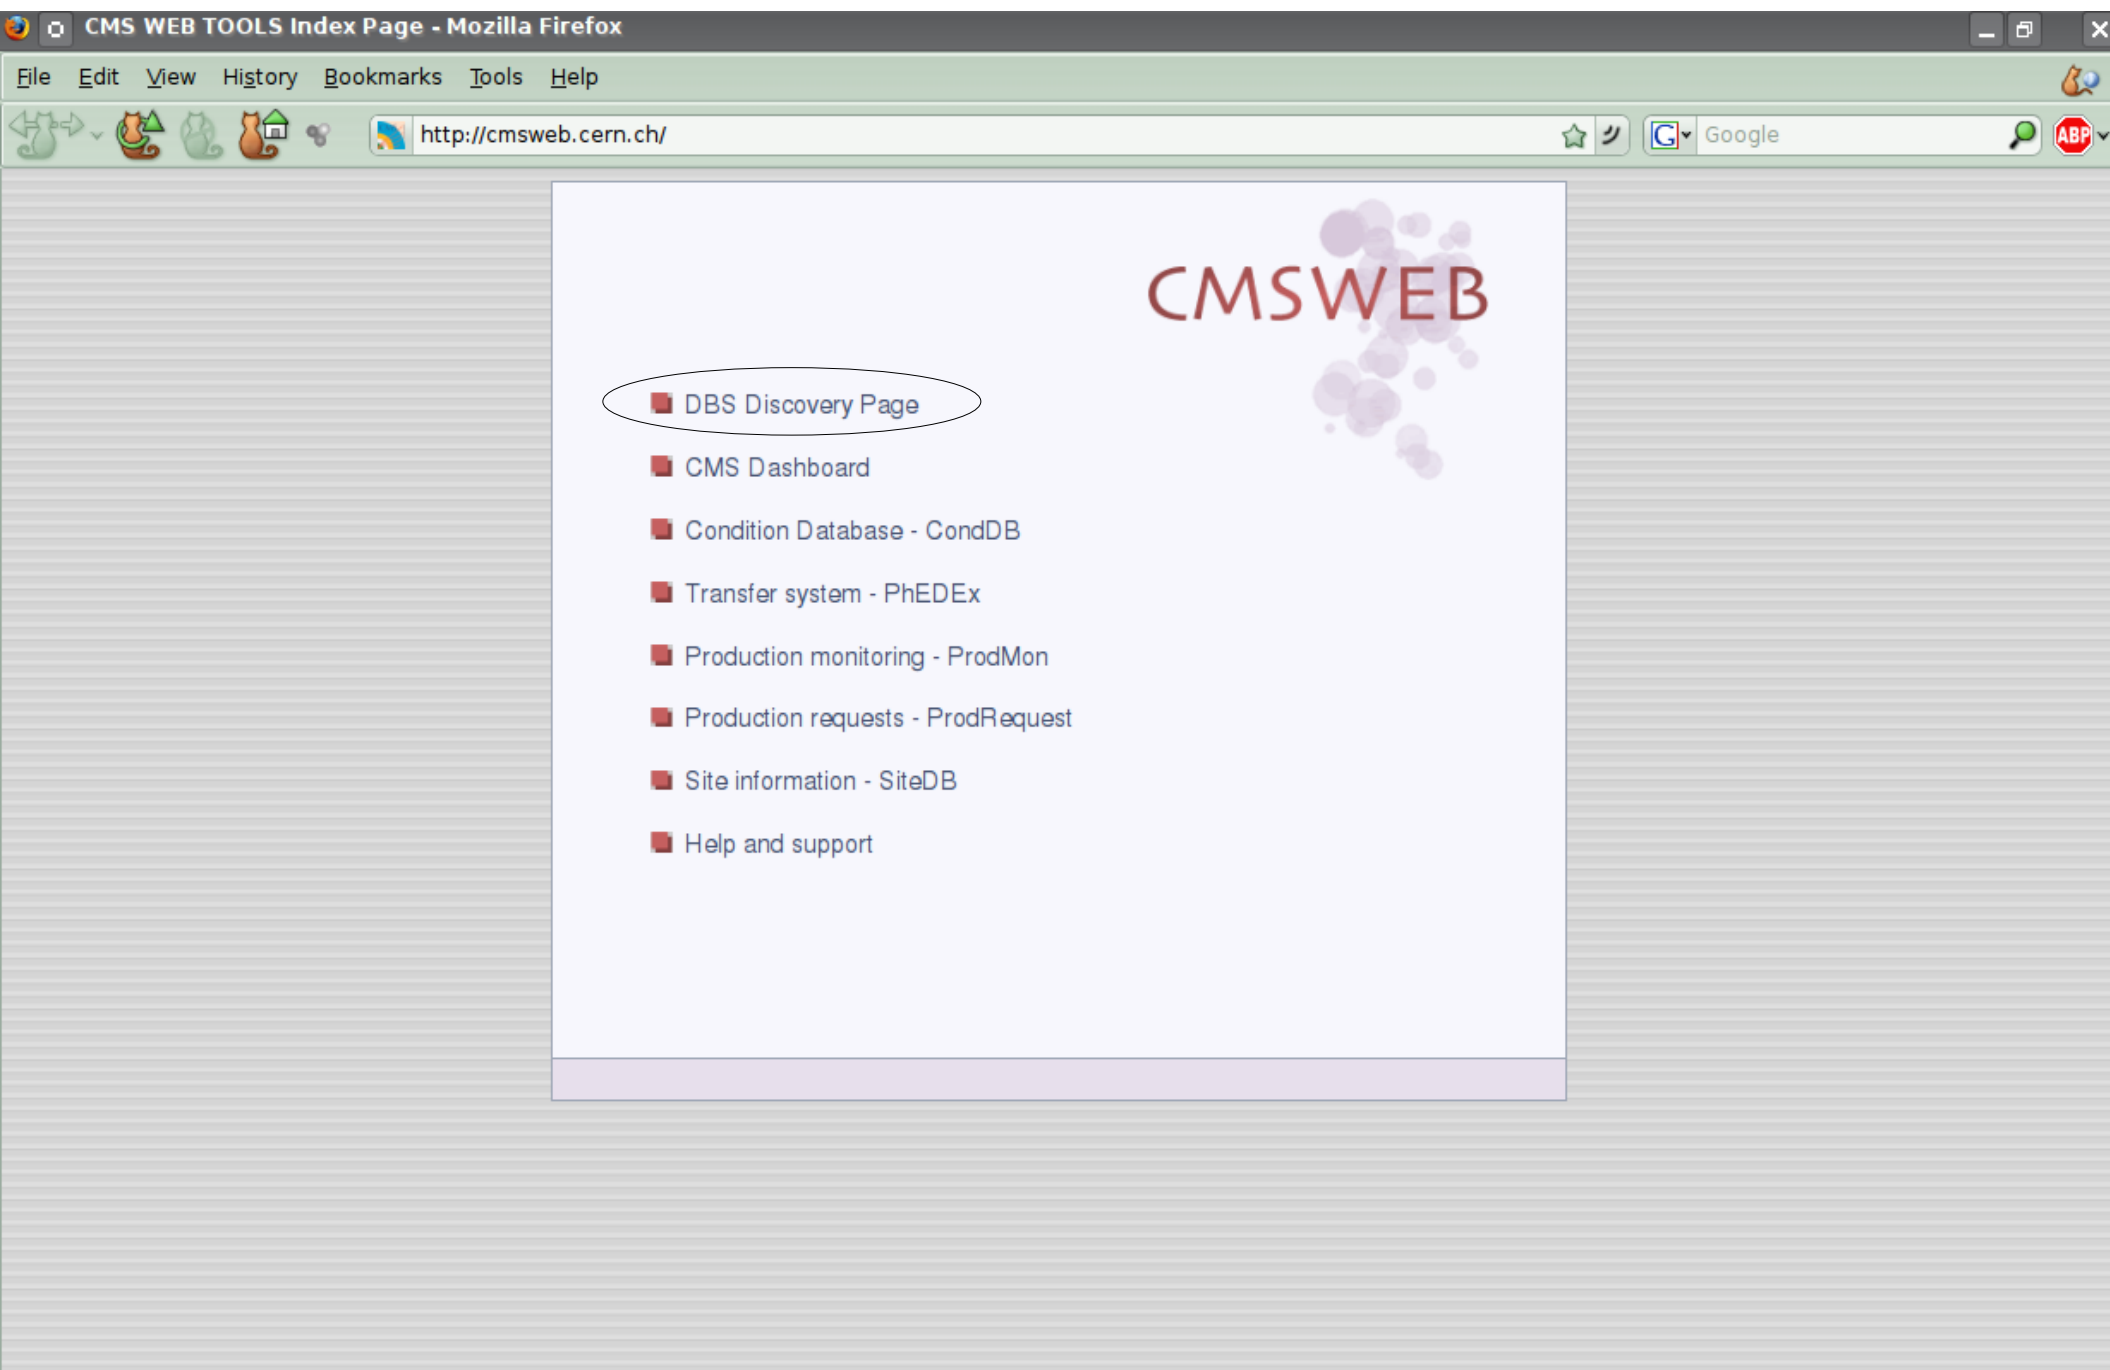 CMS WEB TOOLS Index Page - Mozilla Firefox
File Edit View History Bookmarks Tools Help
http://cmsweb.cern.ch/ G Google ABP
CMSWEB
DBS Discovery Page
CMS Dashboard
Condition Database - CondDB
Transfer system - PhEDEx
Production monitoring - ProdMon
Production requests - ProdRequest
Site information - SiteDB
Help and support